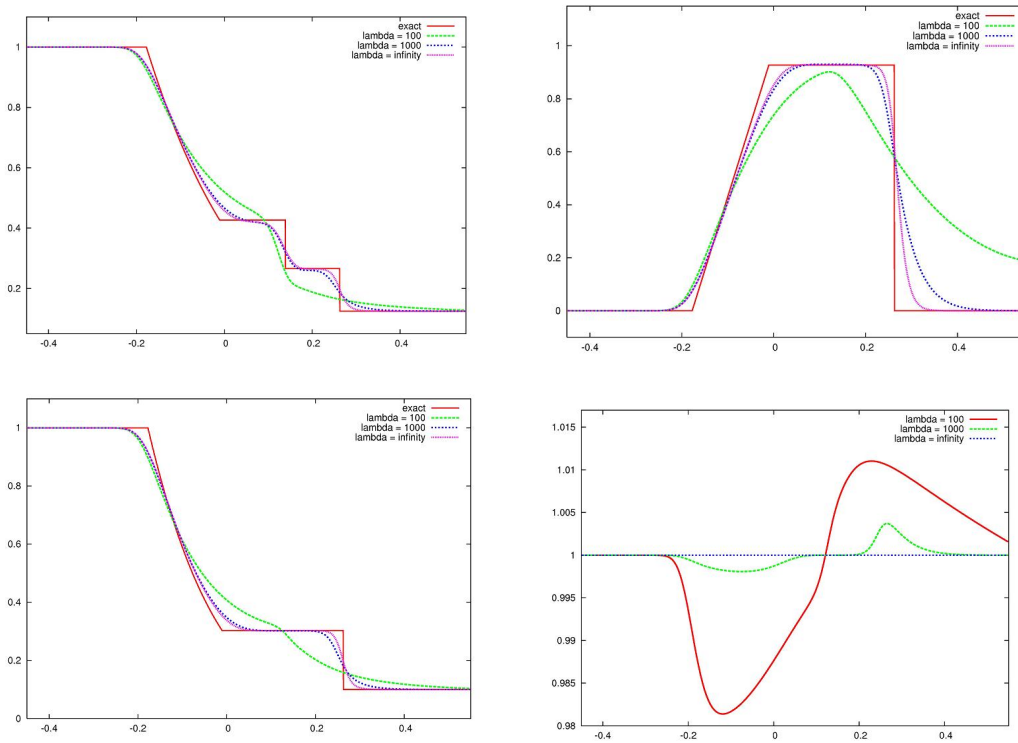 exact
lambda = 100
lambda = 1000
lambda = infinity
1
0.8
0.6
0.4
0.2
-0.4 -0.2 0 0.2 0.4
exact
lambda = 100
lambda = 1000
lambda = infinity
1
0.8
0.6
0.4
0.2
0
-0.4 -0.2 0 0.2 0.4
exact
lambda = 100
lambda = 1000
lambda = infinity
1
0.8
0.6
0.4
0.2
0
-0.4 -0.2 0 0.2 0.4
lambda = 100
lambda = 1000
lambda = infinity
1.015
1.01
1.005
1
0.995
0.99
0.985
0.98
-0.4 -0.2 0 0.2 0.4